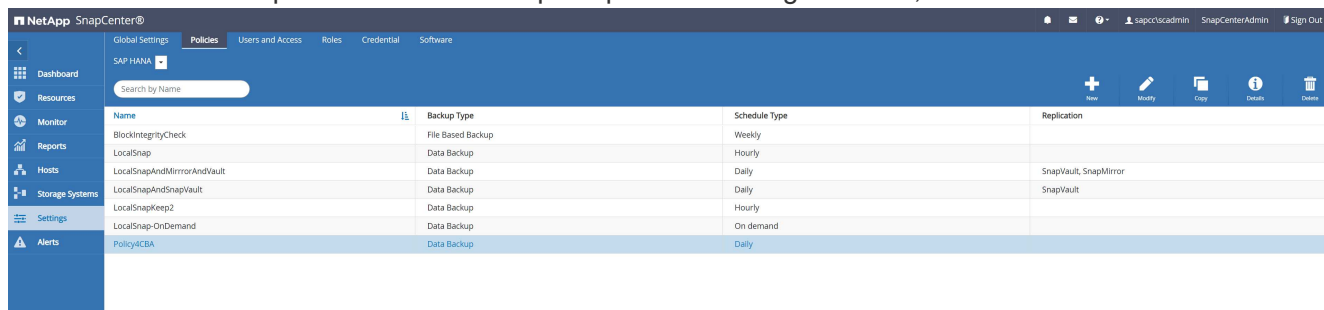 NetApp SnapCenter®
sapcc\scadmin SnapCenterAdmin Sign Out
Global Settings Policies Users and Access Roles Credential Software
SAP HANA
Search by Name
New Modify Copy Details Delete
Dashboard
Resources
Monitor
Reports
Hosts
Storage Systems
Settings
Alerts
Name Backup Type Schedule Type Replication
BlockIntegrityCheck File Based Backup Weekly
LocalSnap Data Backup Hourly
LocalSnapAndMirrrorAndVault Data Backup Daily SnapVault, SnapMirror
LocalSnapAndSnapVault Data Backup Daily SnapVault
LocalSnapKeep2 Data Backup Hourly
LocalSnap-OnDemand Data Backup On demand
Policy4CBA Data Backup Daily